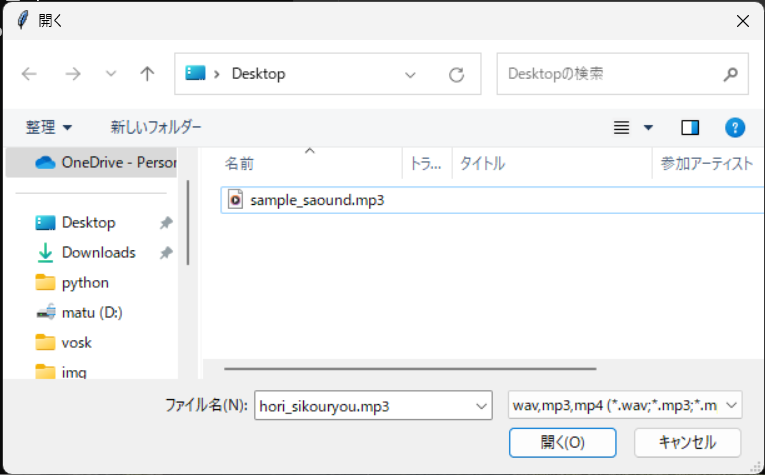 開く
Desktop
Desktopの検索
整理
新しいフォルダー
OneDrive - Person
名前
トラ...
タイトル
参加アーティスト
sample_saound.mp3
Desktop
Downloads
python
matu (D:)
vosk
img
ファイル名(N):
hori_sikouryou.mp3
wav,mp3,mp4 (*.wav;*.mp3;*.m
開く(O)
キャンセル